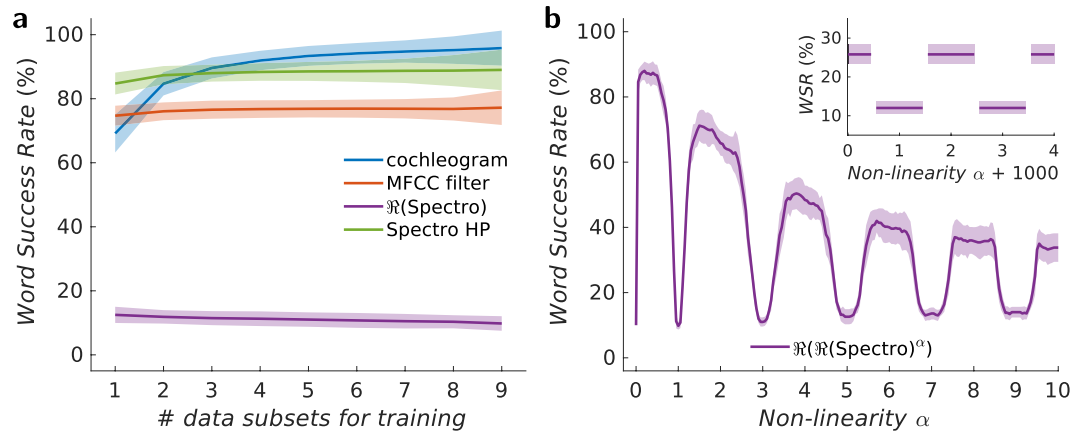 a
100
80
60
40
20
0
Word Success Rate (%)
cochleogram
MFCC filter
ℜ(Spectro)
Spectro HP
1 2 3 4 5 6 7 8 9
# data subsets for training
b
100
80
60
40
20
0
Word Success Rate (%)
30
20
10
WSR (%)
0 1 2 3 4
Non-linearity α + 1000
ℜ(ℜ(Spectro)^α)
0 1 2 3 4 5 6 7 8 9 10
Non-linearity α